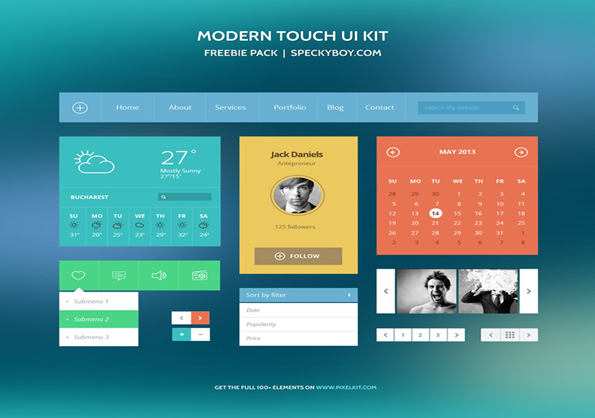 MODERN TOUCH UI KIT
FREEBIE PACK | SPECKYBOY.COM
Home About Services Portfolio Blog Contact Search the website
27°
Mostly Sunny
27°/15°
BUCHAREST
SU MO TU WE TH FR SA
31° 20° 25° 23° 29° 32° 24°
Submenu 1
Submenu 2
Submenu 3
Jack Daniels
Antepreneur
125 followers
FOLLOW
Sort by filter
Date
Popularity
Price
MAY 2013
SU MO TU WE TH FR SA
28 29 30 1 2 3 4
5 6 7 8 9 10 11
12 13 14 15 16 17 18
19 20 21 22 23 24 25
26 27 28 29 30 31 1
2 3 4 5 6 7 8
1 2 3
GET THE FULL 100+ ELEMENTS ON WWW.PIXELKIT.COM